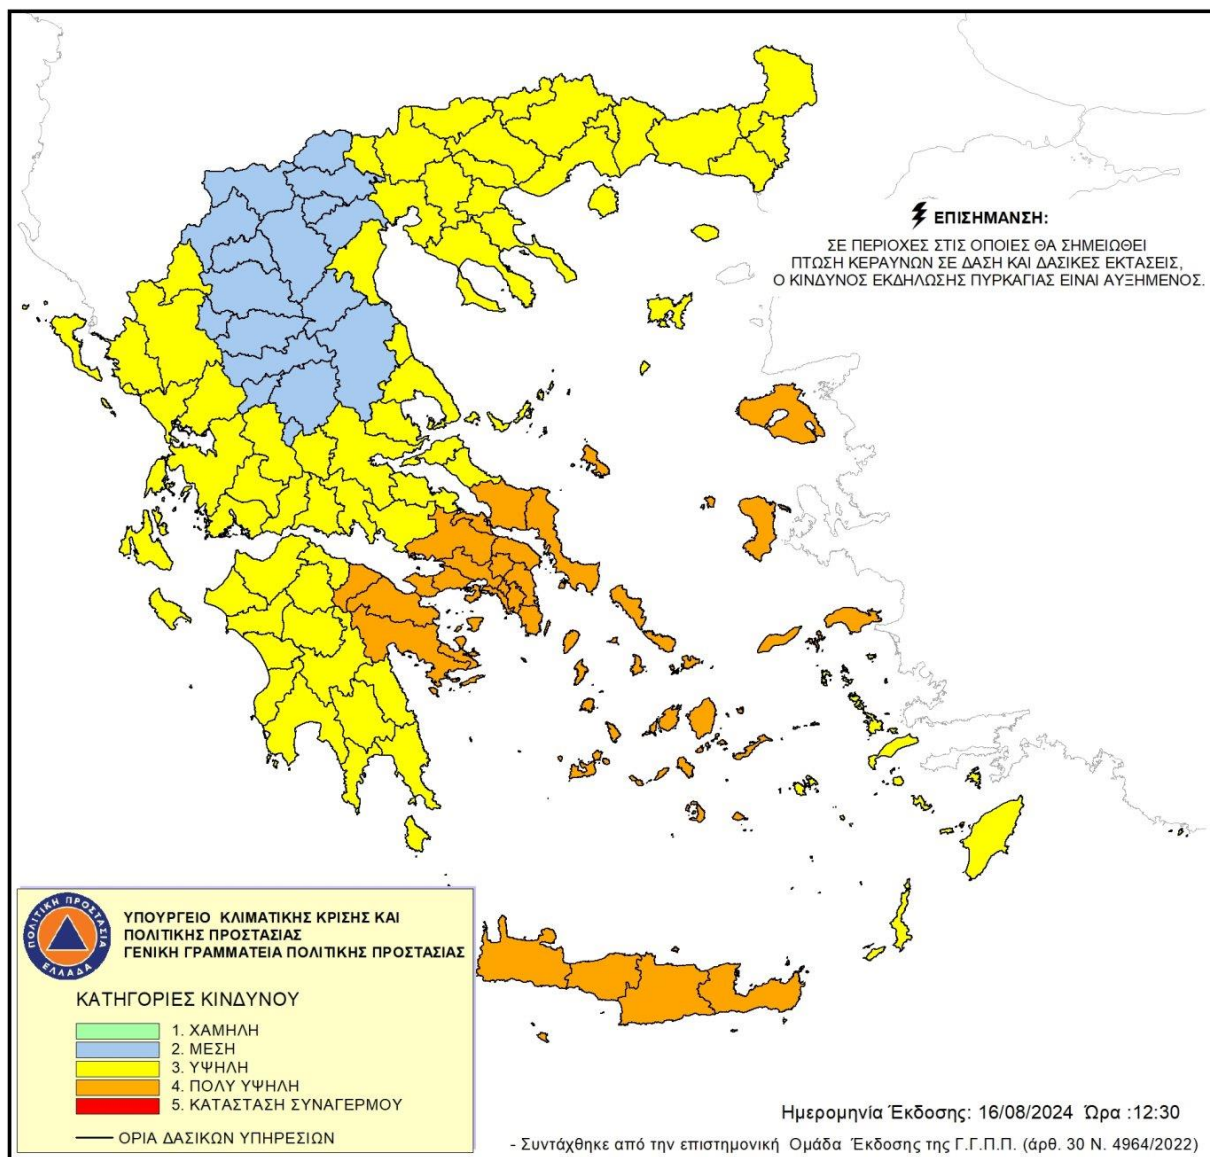 ΕΠΙΣΗΜΑΝΣΗ:
ΣΕ ΠΕΡΙΟΧΕΣ ΣΤΙΣ ΟΠΟΙΕΣ ΘΑ ΣΗΜΕΙΩΘΕΙ
ΠΤΩΣΗ ΚΕΡΑΥΝΩΝ ΣΕ ΔΑΣΗ ΚΑΙ ΔΑΣΙΚΕΣ ΕΚΤΑΣΕΙΣ,
Ο ΚΙΝΔΥΝΟΣ ΕΚΔΗΛΩΣΗΣ ΠΥΡΚΑΓΙΑΣ ΕΙΝΑΙ ΑΥΞΗΜΕΝΟΣ.
ΠΟΛΙΤΙΚΗ ΠΡΟΣΤΑΣΙΑ
ΕΛΛΑΔΑ
ΥΠΟΥΡΓΕΙΟ ΚΛΙΜΑΤΙΚΗΣ ΚΡΙΣΗΣ ΚΑΙ
ΠΟΛΙΤΙΚΗΣ ΠΡΟΣΤΑΣΙΑΣ
ΓΕΝΙΚΗ ΓΡΑΜΜΑΤΕΙΑ ΠΟΛΙΤΙΚΗΣ ΠΡΟΣΤΑΣΙΑΣ
ΚΑΤΗΓΟΡΙΕΣ ΚΙΝΔΥΝΟΥ
1. ΧΑΜΗΛΗ
2. ΜΕΣΗ
3. ΥΨΗΛΗ
4. ΠΟΛΥ ΥΨΗΛΗ
5. ΚΑΤΑΣΤΑΣΗ ΣΥΝΑΓΕΡΜΟΥ
ΟΡΙΑ ΔΑΣΙΚΩΝ ΥΠΗΡΕΣΙΩΝ
Ημερομηνία Έκδοσης: 16/08/2024 Ώρα :12:30
- Συντάχθηκε από την επιστημονική Ομάδα Έκδοσης της Γ.Γ.Π.Π. (άρθ. 30 Ν. 4964/2022)